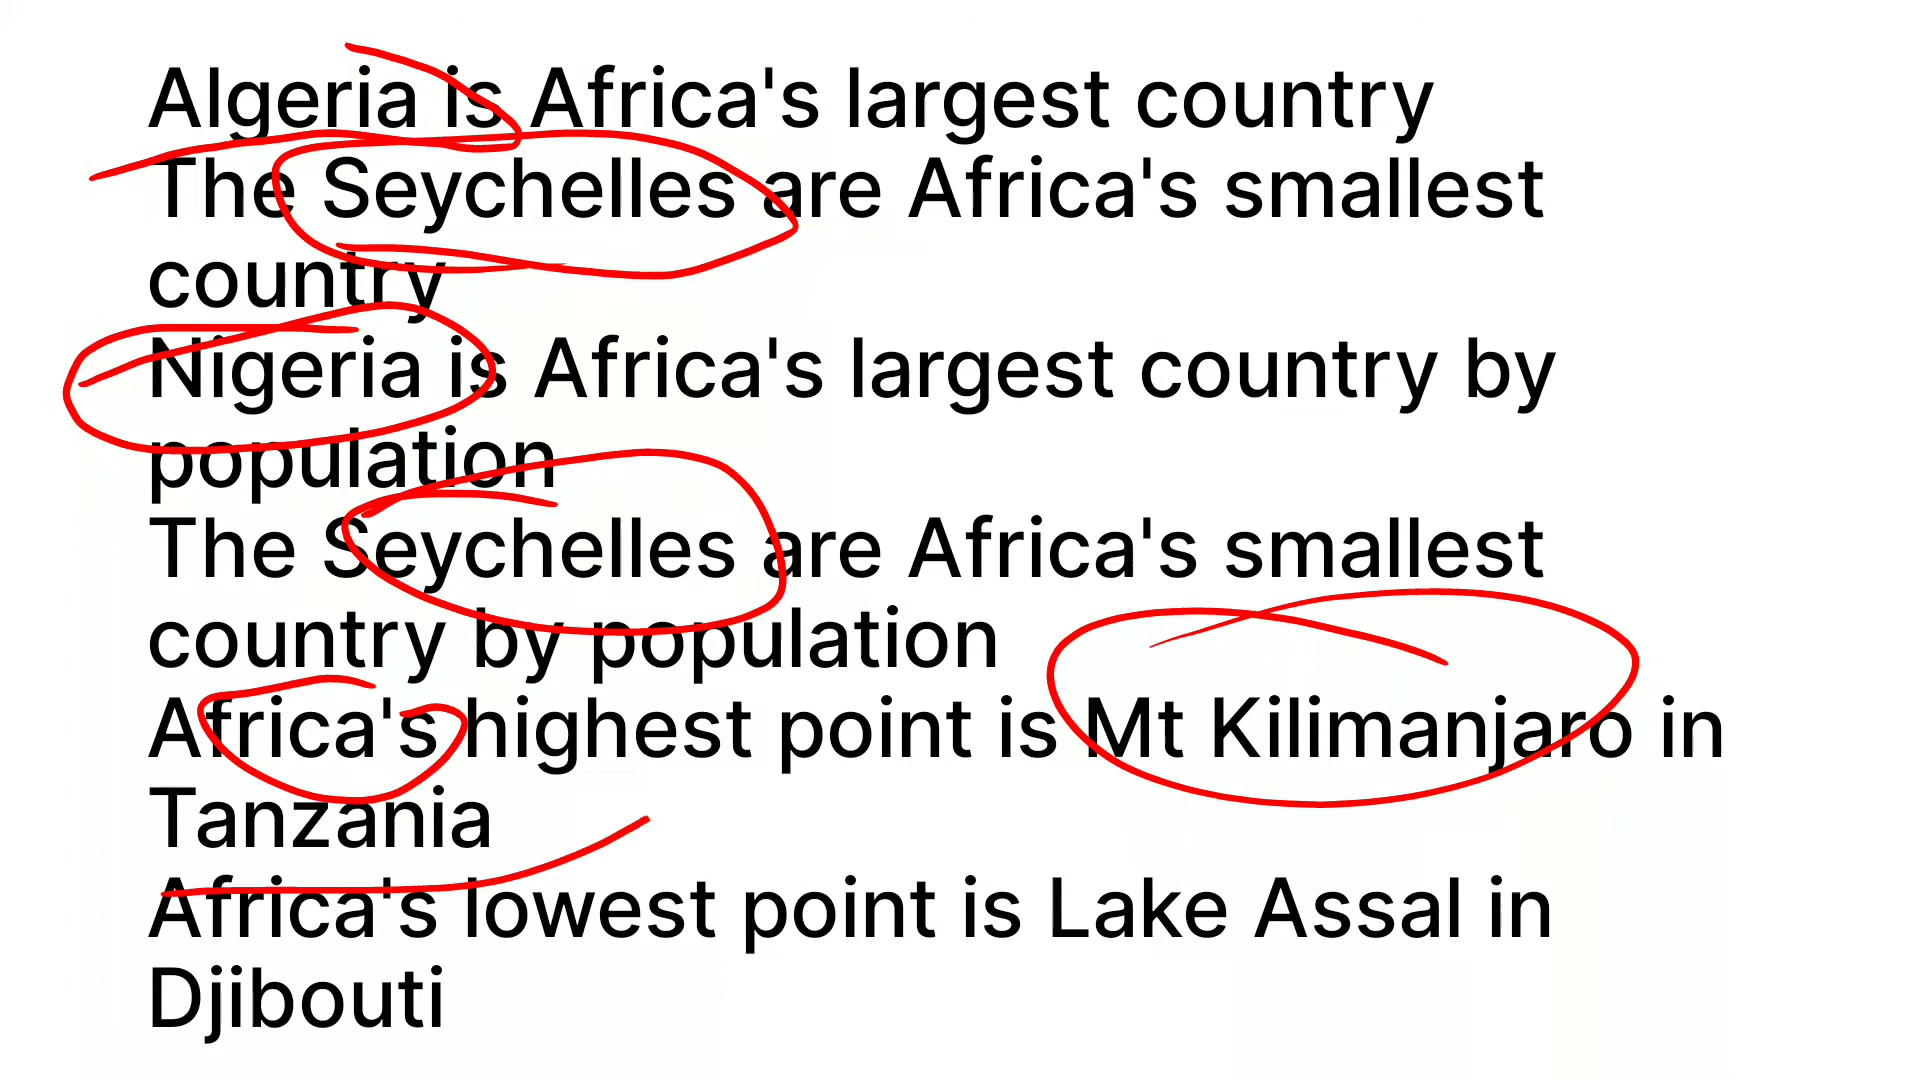 Algeria is Africa's largest country
The Seychelles are Africa's smallest
country
Nigeria is Africa's largest country by
population
The Seychelles are Africa's smallest
country by population
Africa's highest point is Mt Kilimanjaro in
Tanzania
Africa's lowest point is Lake Assal in
Djibouti